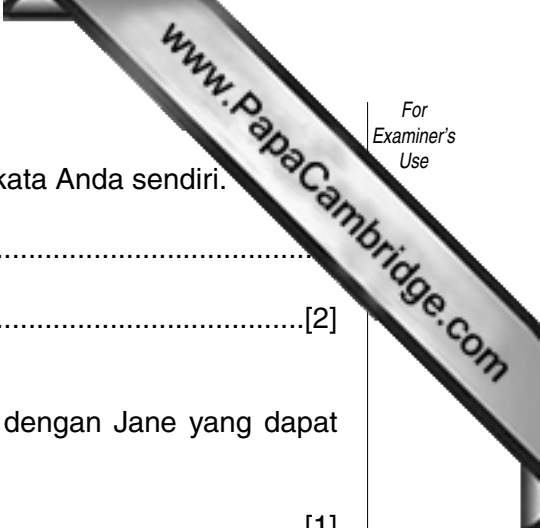 www.PapaCambridge.com
For
Examiner's
Use
kata Anda sendiri.
....................................................
..................................................[2]
dengan Jane yang dapat
[1]